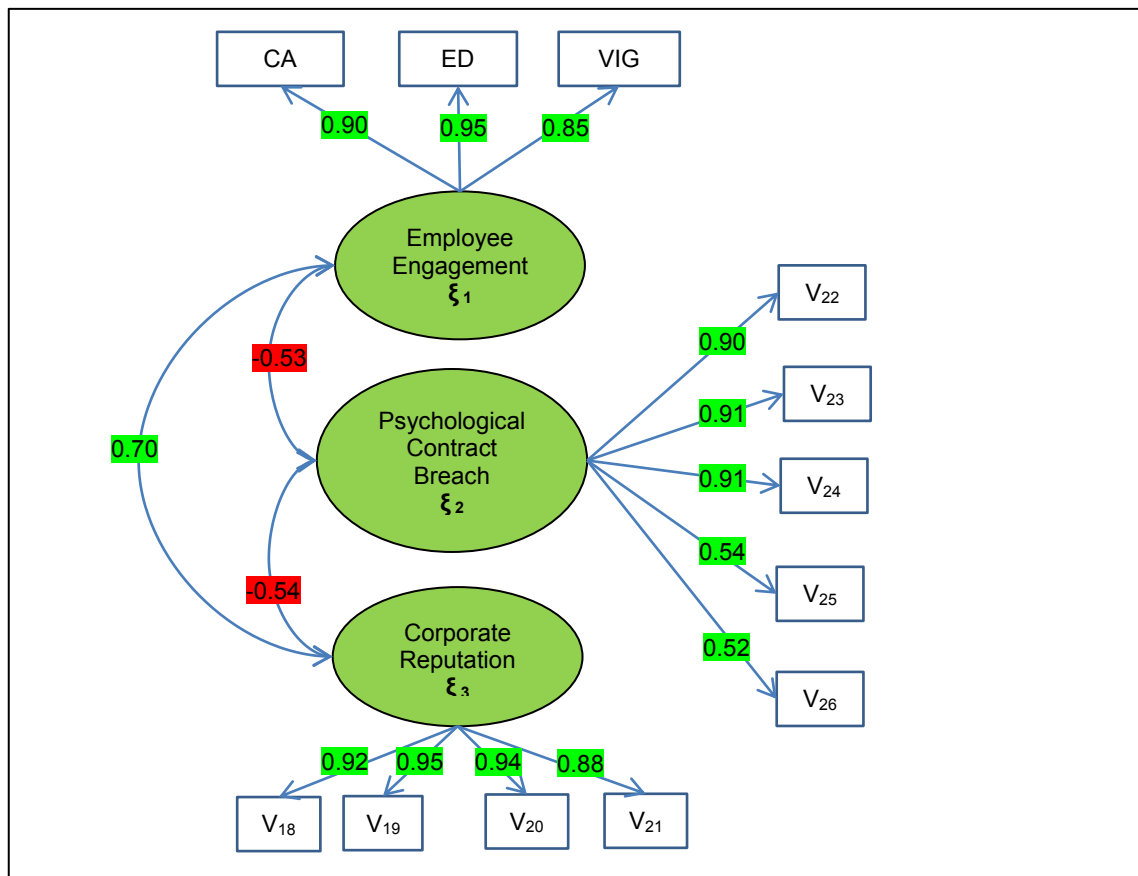 CA
ED
VIG
0.90
0.95
0.85
Employee
Engagement
ξ1
V22
0.90
-0.53
V23
Psychological
Contract
Breach
ξ2
0.91
0.70
0.91
V24
0.54
V25
-0.54
Corporate
Reputation
ξ3
0.52
V26
0.92
0.95
0.94
0.88
V18
V19
V20
V21